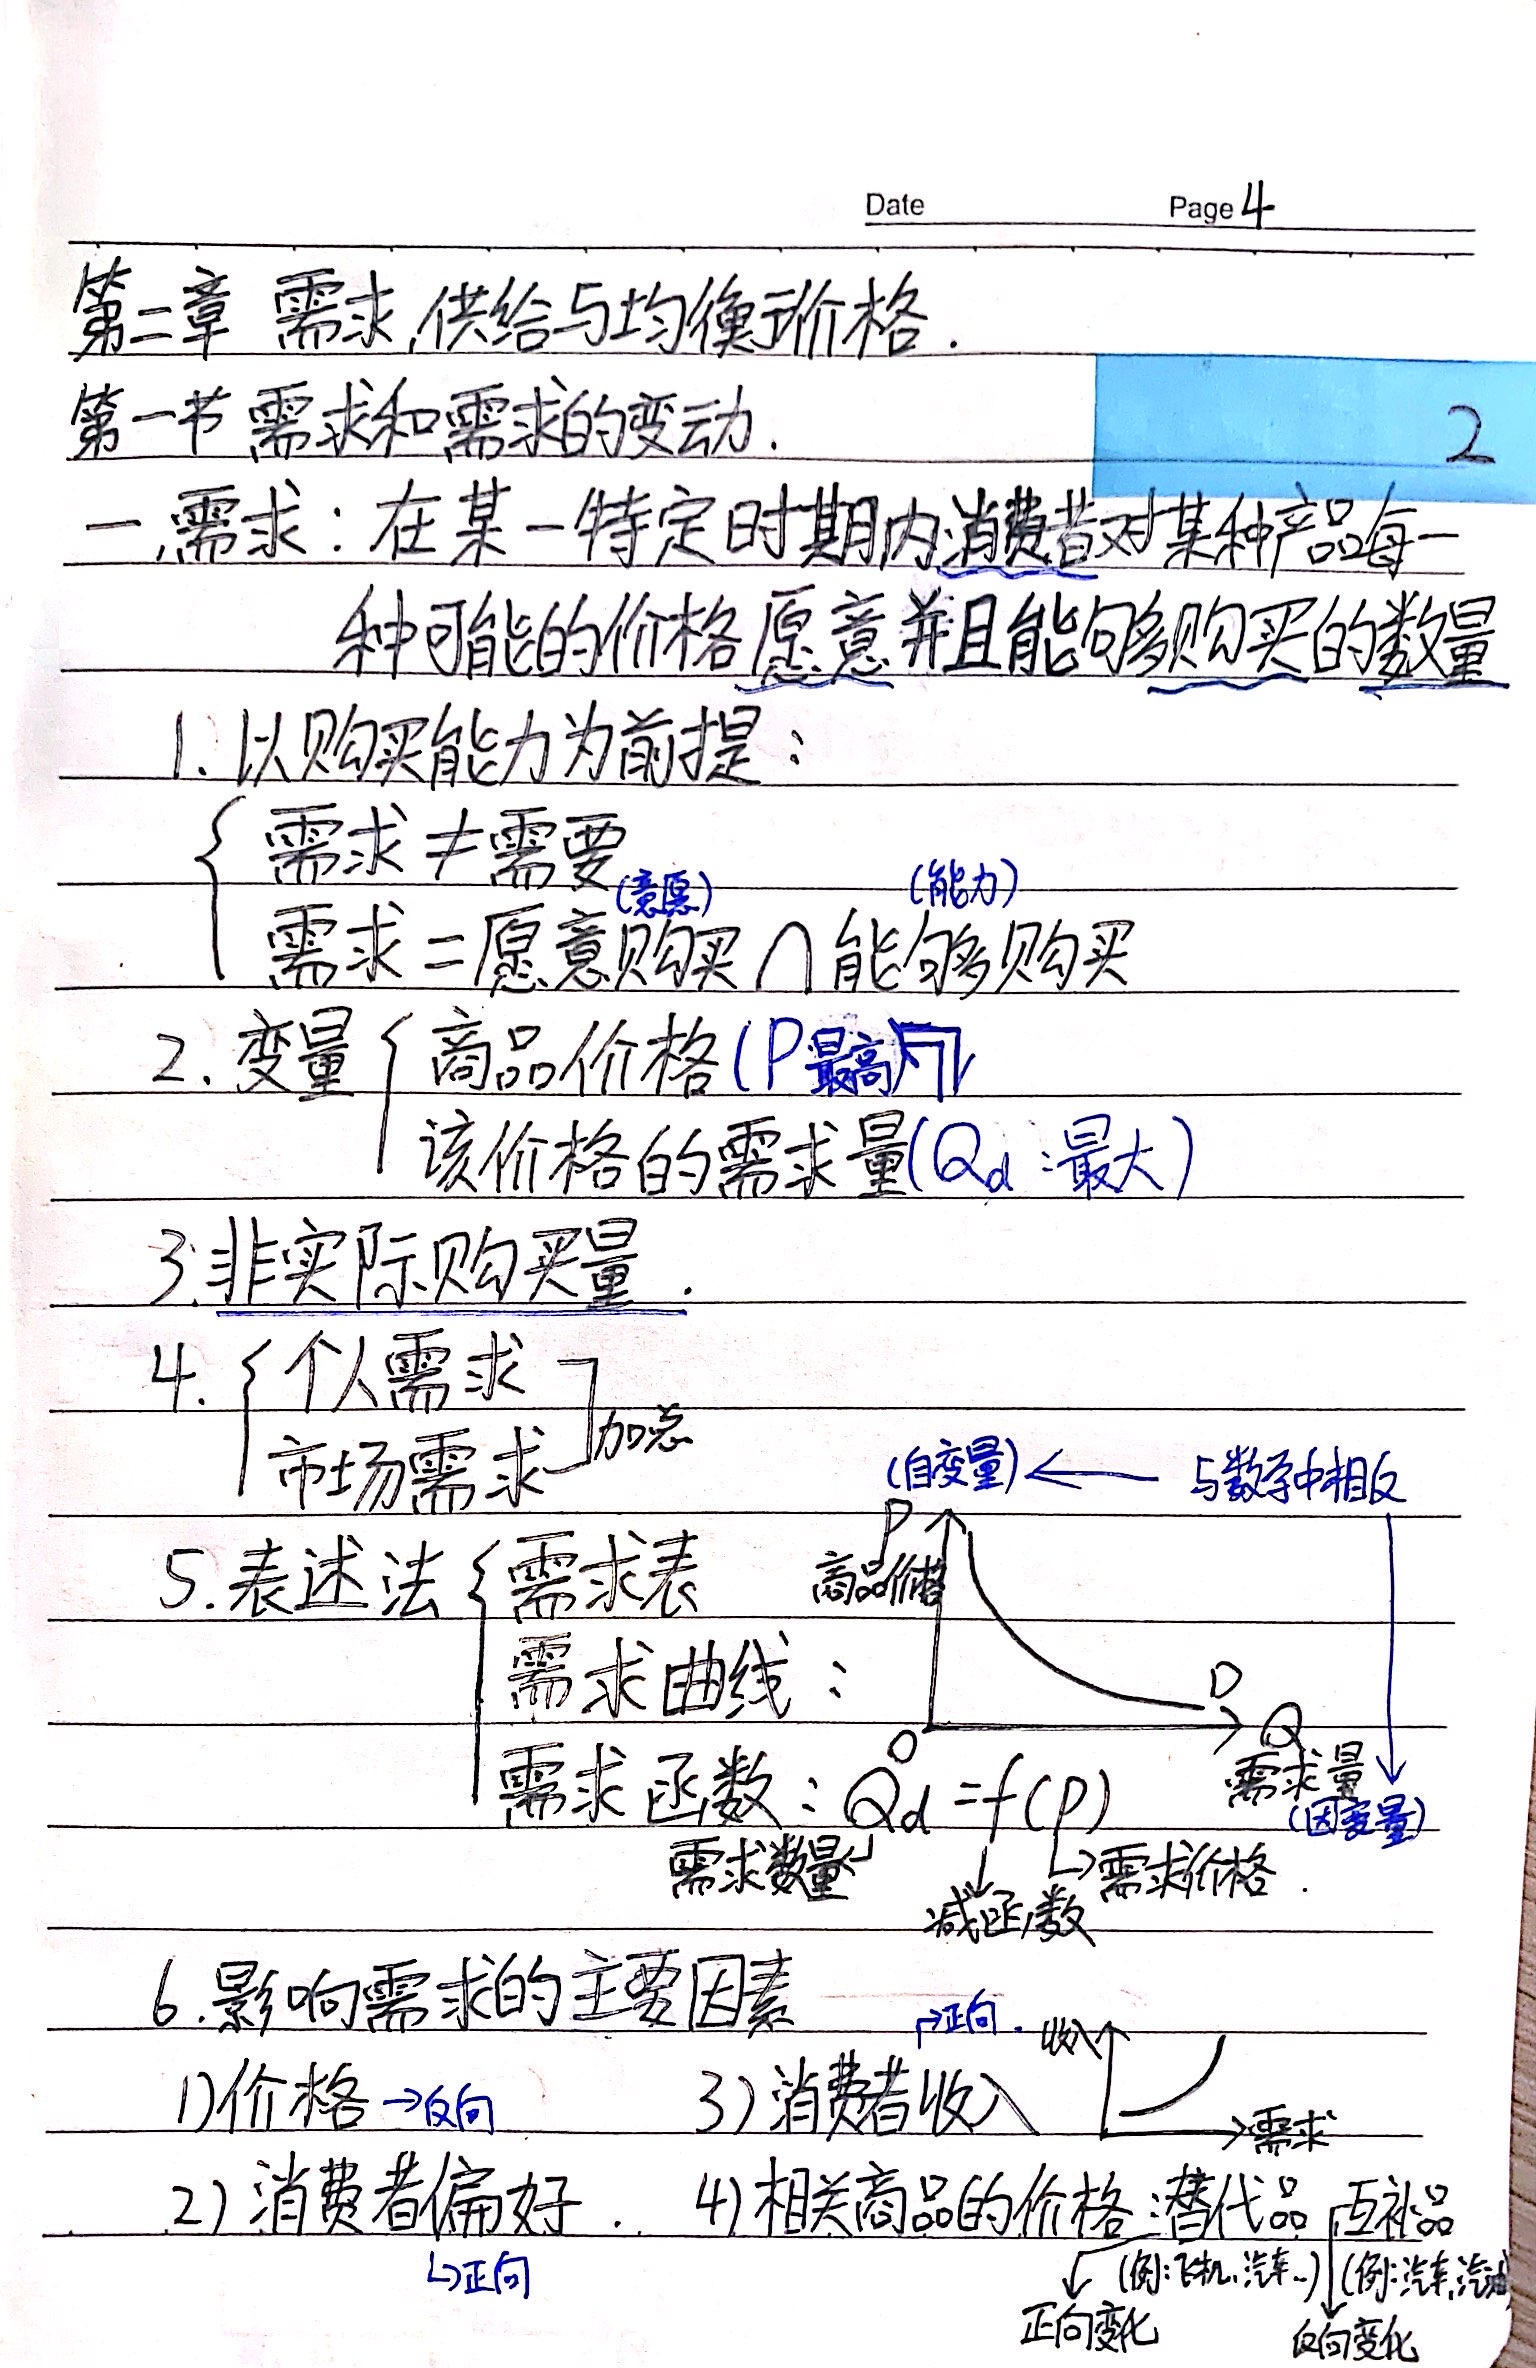 Date Page 4
第二章 需求、供给与均衡价格.
第一节 需求和需求的变动.
2
一、需求：在某一特定时期内消费者对某种产品每一
种可能的价格愿意并且能够购买的数量
1. 以购买能力为前提：
需求≠需要
(意愿) (能力)
需求=愿意购买∩能够购买
2. 变量 商品价格(P最高)
该价格的需求量(Qd:最大)
3.非实际购买量.
4. 个人需求
市场需求 加总
(自变量) ← 与数学中相反
P
5.表述法 需求表 商品价格
需求曲线： D
O Q
需求量
需求函数：Qd=f(P) (因变量)
需求数量 需求价格.
减函数
6.影响需求的主要因素
→正向. 收入
1)价格→反向 3)消费者收入 →需求
2)消费者偏好. 4)相关商品的价格:替代品 互补品
↳正向 (例:飞机、汽车..) (例:汽车,汽油
正向变化 反向变化